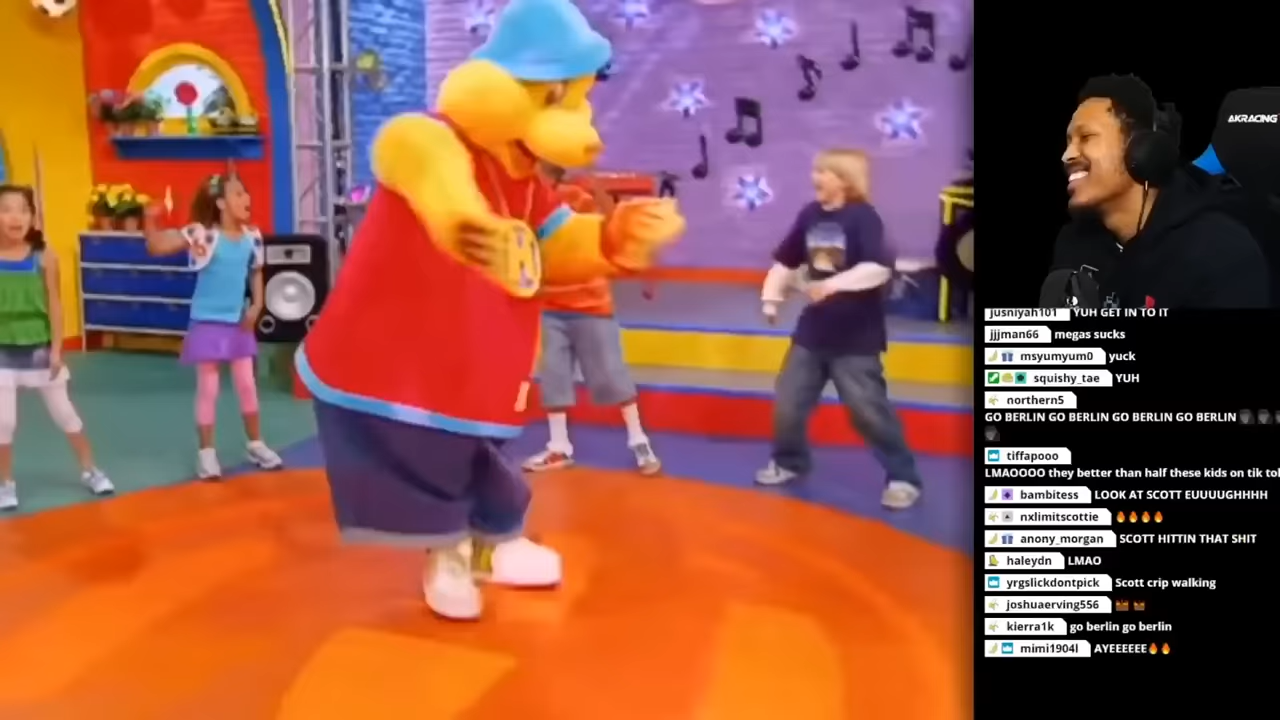 AKRACING
jusniyah101 YUH GET IN TO IT
jjjman66 megas sucks
msyumyum0 yuck
squishy_tae YUH
northern5
GO BERLIN GO BERLIN GO BERLIN GO BERLIN
tiffapooo
LMAOOOO they better than half these kids on tik tol
bambitess LOOK AT SCOTT EUUUUGHHHH
nxlimitscottie 🔥🔥🔥🔥
anony_morgan SCOTT HITTIN THAT SHIT
haleydn LMAO
yrgslickdontpick Scott crip walking
joshuaerving556
kierra1k go berlin go berlin
mimi1904l AYEEEEEE🔥🔥